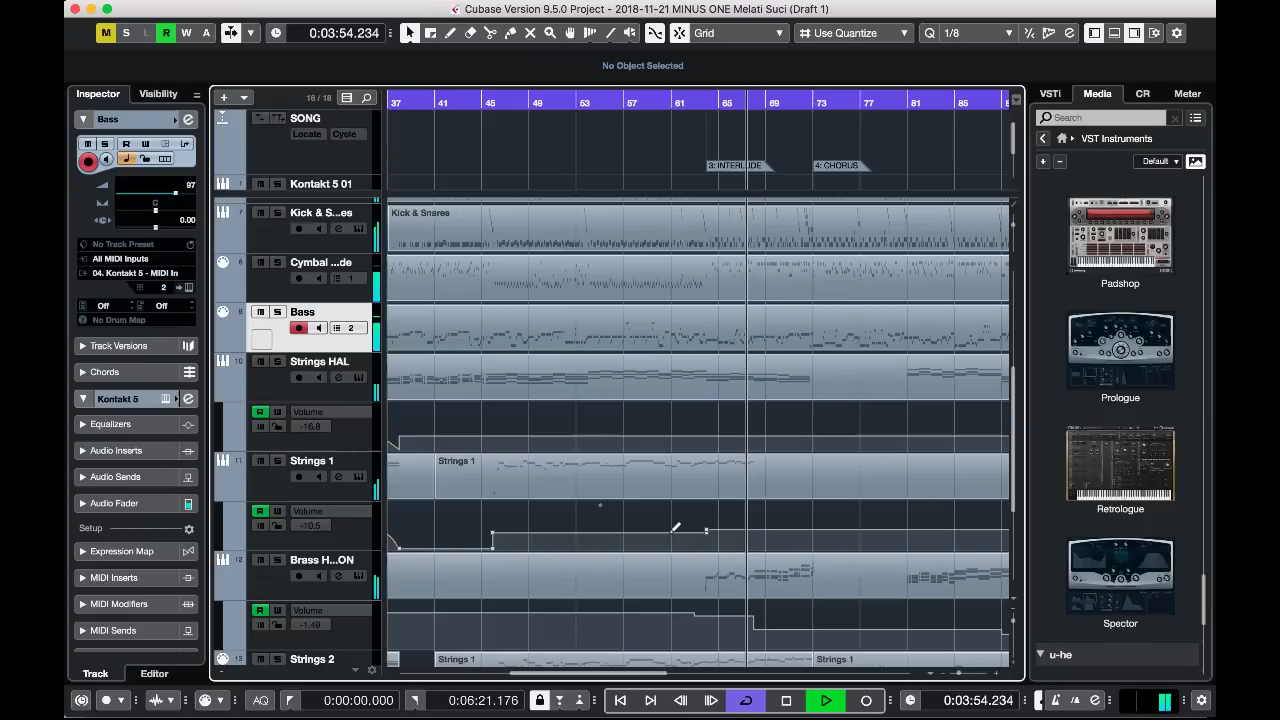 Cubase Version 9.5.0 Project - 2018-11-21 MINUS ONE Melati Suci (Draft 1)
M S L R W A 0:03:54.234 Grid Use Quantize Q 1/8
No Object Selected
Inspector Visibility
Bass
M S R W
97
C
0.00
No Track Preset
All MIDI Inputs
04. Kontakt 5 - MIDI In
2
Off Off
No Drum Map
Track Versions
Chords
Kontakt 5
Equalizers
Audio Inserts
Audio Sends
Audio Fader
Setup
Expression Map
MIDI Inserts
MIDI Modifiers
MIDI Sends
Track Editor
18 / 18
37 41 45 49 53 57 61 65 69 73 77 81 85
SONG
Locate Cycle
3: INTERLUDE 4: CHORUS
Kontakt 5 01
7 M S Kick & S...es
Kick & Snares
M S Cymbal ...de
1
9 M S Bass
2
10 M S Strings HAL
R W Volume
-16.8
11 M S Strings 1
Strings 1
R W Volume
-10.5
12 M S Brass H...ON
R W Volume
-1.49
13 M S Strings 2
Strings 1 Strings 1
VSTi Media CR Meter
Search
VST Instruments
Default
Padshop
Prologue
Retrologue
Spector
u-he
AQ 0:00:00.000 0:06:21.176 0:03:54.234